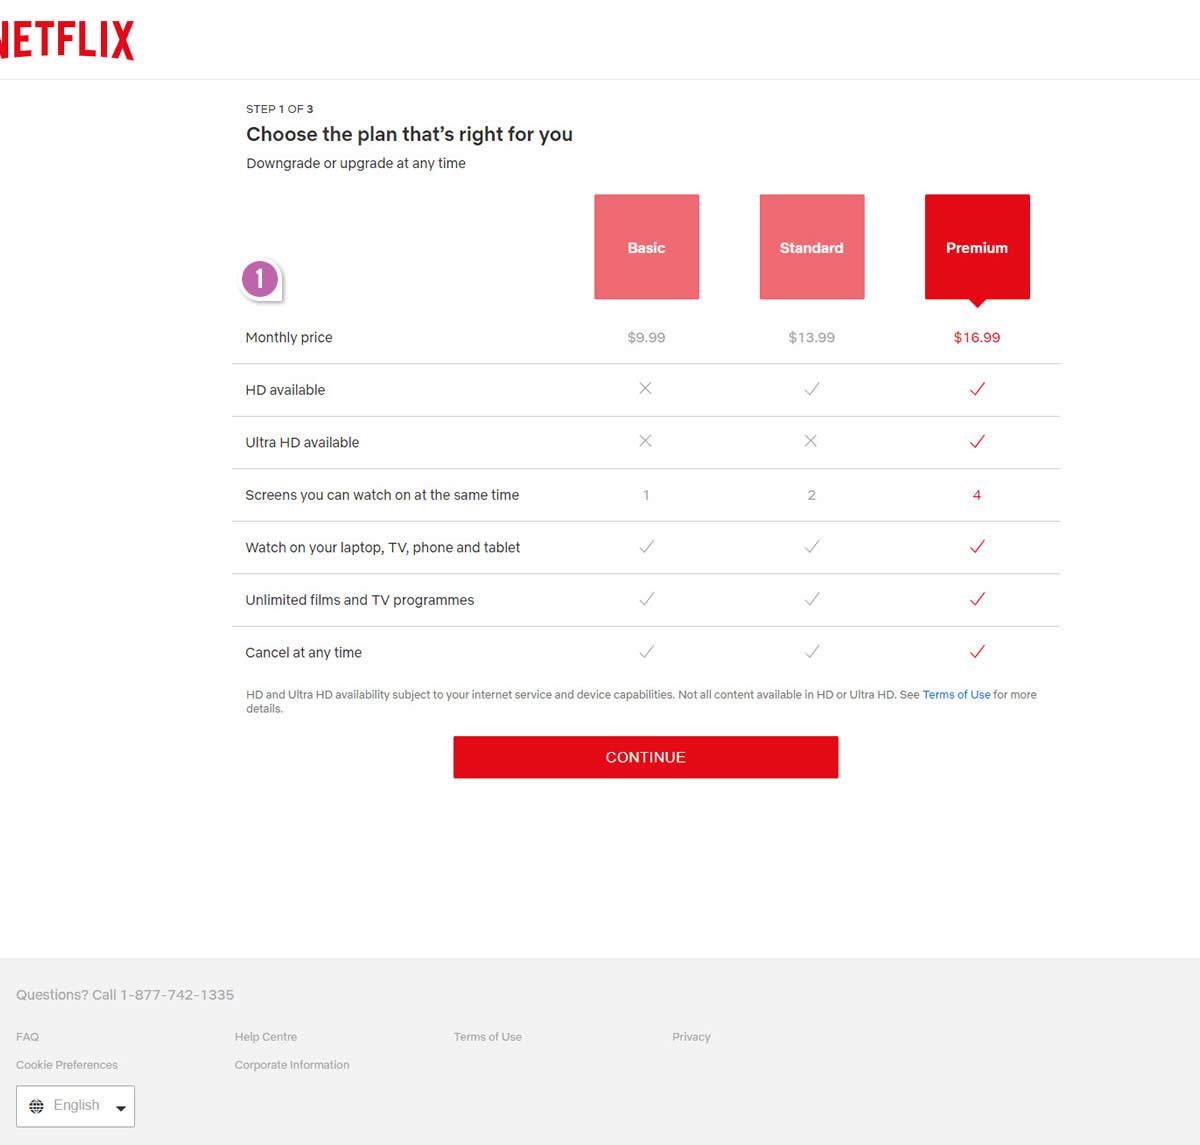 NETFLIX
STEP 1 OF 3
Choose the plan that's right for you
Downgrade or upgrade at any time
Basic Standard Premium
1
Monthly price $9.99 $13.99 $16.99
HD available
Ultra HD available
Screens you can watch on at the same time 1 2 4
Watch on your laptop, TV, phone and tablet
Unlimited films and TV programmes
Cancel at any time
HD and Ultra HD availability subject to your internet service and device capabilities. Not all content available in HD or Ultra HD. See Terms of Use for more
details.
CONTINUE
Questions? Call 1-877-742-1335
FAQ Help Centre Terms of Use Privacy
Cookie Preferences Corporate Information
English